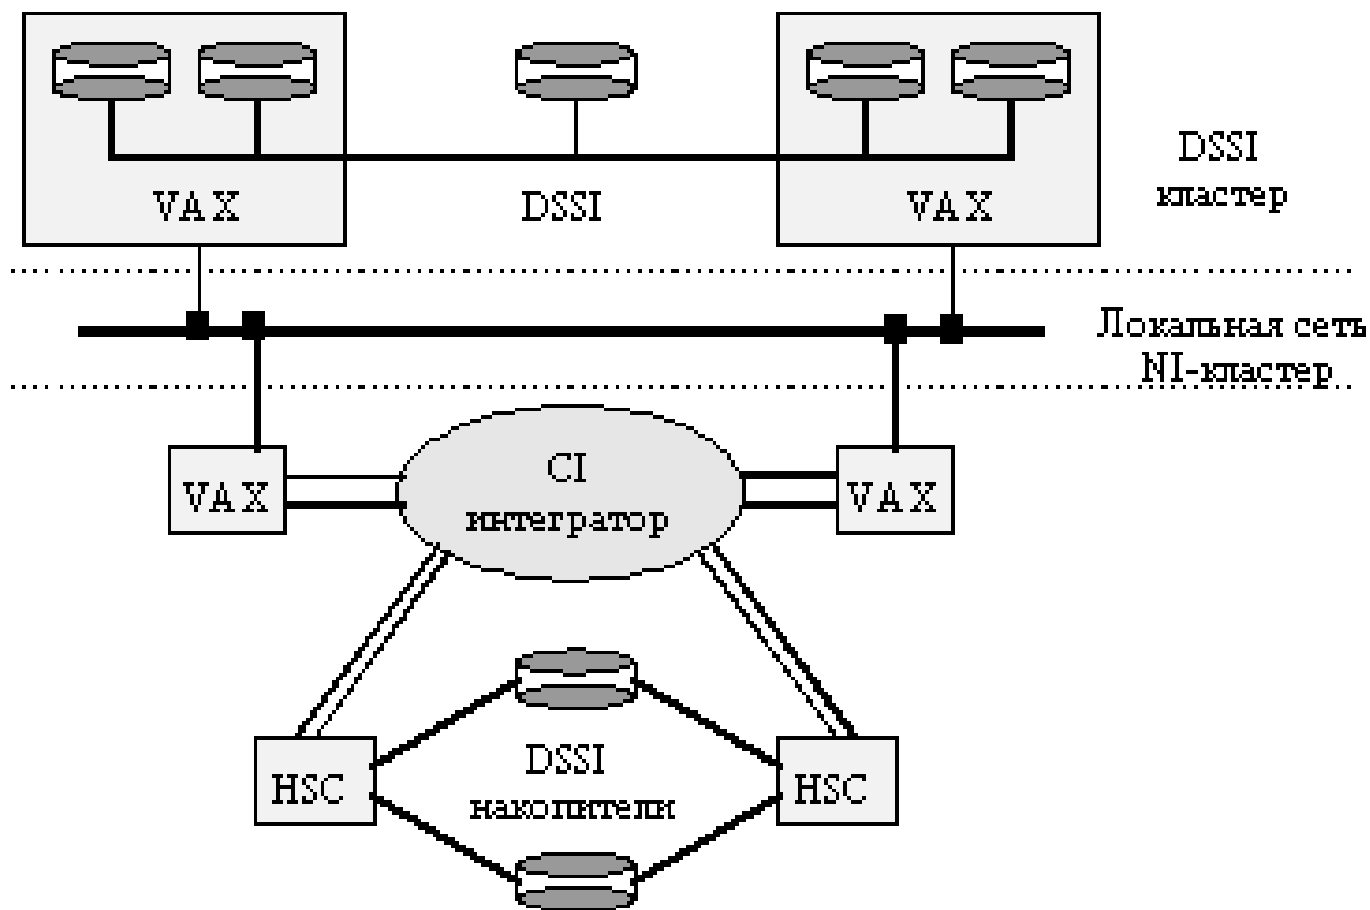 VAX
DSSI
VAX
DSSI
кластер
Локальная сеть
NI-кластер
VAX
CI
интегратор
VAX
HSC
DSSI
накопители
HSC